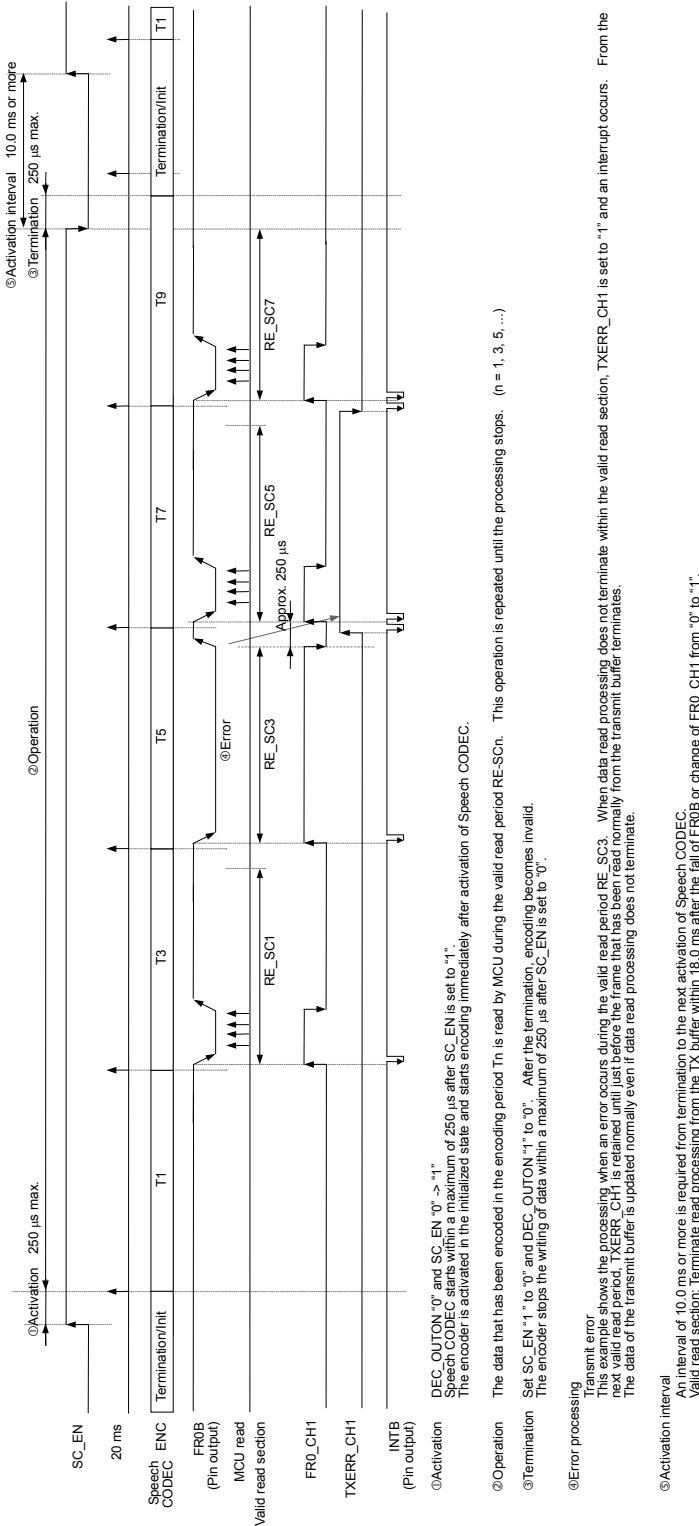 ⑤Activation interval 10.0 ms or more
①Activation 250 μs max.
②Operation
③Termination 250 μs max.
SC_EN
20 ms
Speech CODEC ENC
Termination/Init
T1
T3
T5
T7
T9
Termination/Init
T1
FR0B
(Pin output)
④Error
MCU read
Valid read section
RE_SC1
RE_SC3
Approx. 250 μs
RE_SC5
RE_SC7
FR0_CH1
TXERR_CH1
INTB
(Pin output)
①Activation DEC_OUTON "0" and SC_EN "0" -> "1"
Speech CODEC starts within a maximum of 250 μs after SC_EN is set to "1".
The encoder is activated in the initialized state and starts encoding immediately after activation of Speech CODEC.
②Operation The data that has been encoded in the encoding period Tn is read by MCU during the valid read period RE-SCn. This operation is repeated until the processing stops. (n = 1, 3, 5, …)
③Termination Set SC_EN "1 " to "0" and DEC_OUTON "1" to "0". After the termination, encoding becomes invalid.
The encoder stops the writing of data within a maximum of 250 μs after SC_EN is set to "0".
④Error processing
Transmit error
This example shows the processing when an error occurs during the valid read period RE_SC3. When data read processing does not terminate within the valid read section, TXERR_CH1 is set to "1" and an interrupt occurs. From the
next valid read period, TXERR_CH1 is retained until just before the frame that has been read normally from the transmit buffer terminates.
The data of the transmit buffer is updated normally even if data read processing does not terminate.
⑤Activation interval
An interval of 10.0 ms or more is required from termination to the next activation of Speech CODEC.
Valid read section: Terminate read processing from the TX buffer within 18.0 ms after the fall of FR0B or change of FR0_CH1 from "0" to "1".